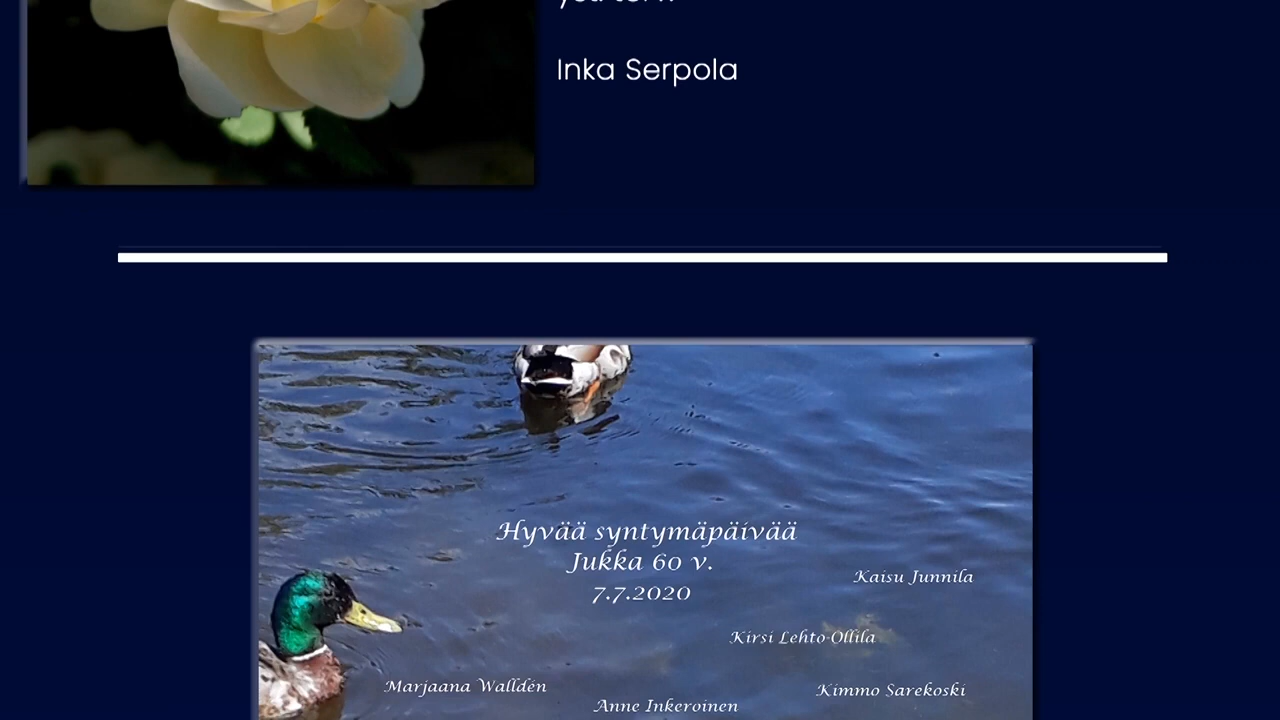 Inka Serpola
Hyvää syntymäpäivää
Jukka 60 v.
7.7.2020
Kaisu Junnila
Kirsi Lehto-Ollila
Marjaana Walldén
Kimmo Sarekoski
Anne Inkeroinen